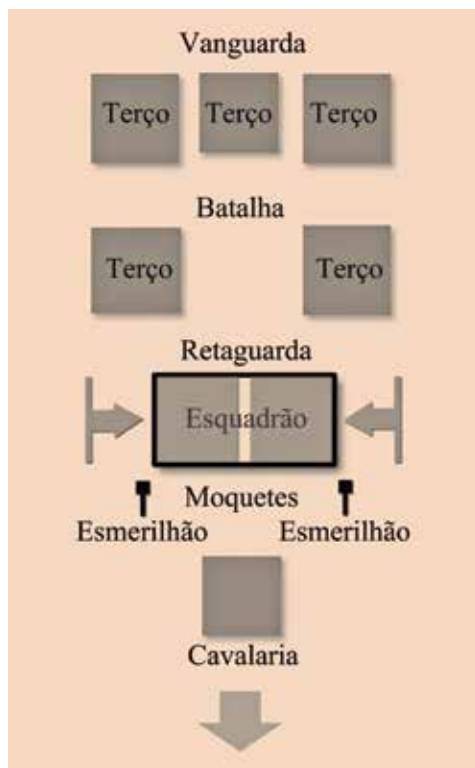 Vanguarda
Terço Terço Terço
Batalha
Terço Terço
Retaguarda
Esquadrão
Moquetes
Esmerilhão Esmerilhão
Cavalaria